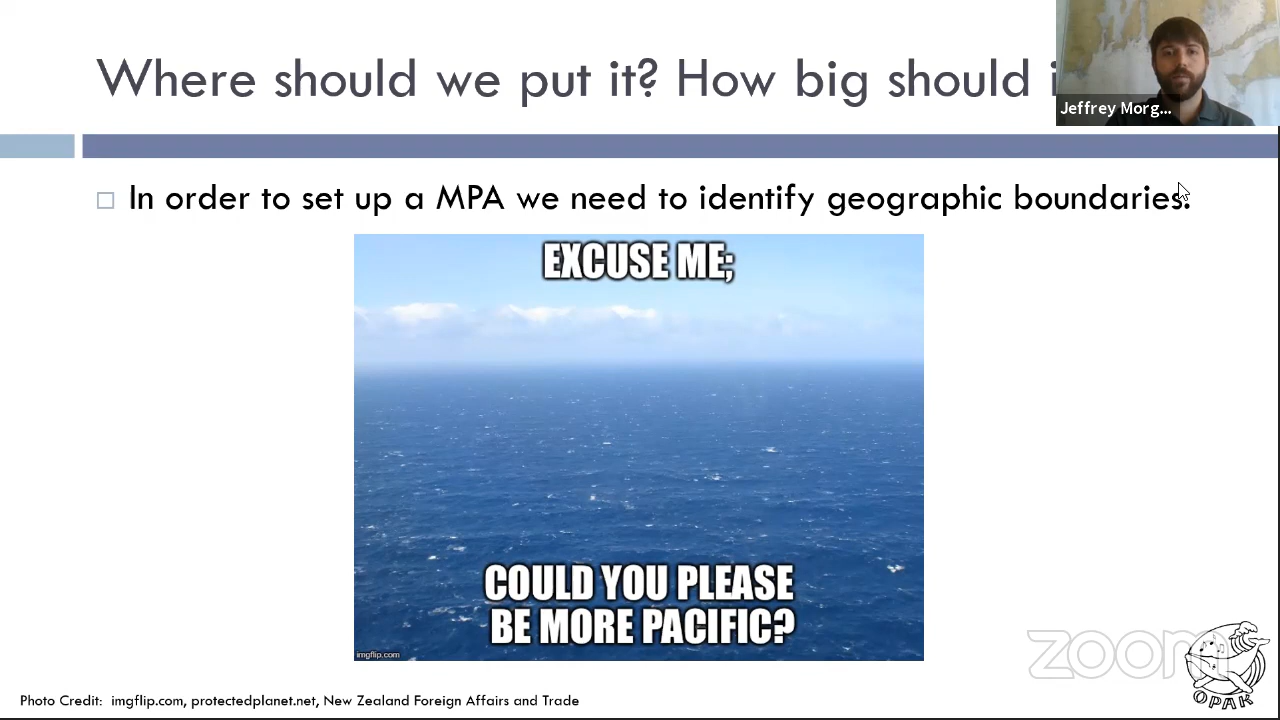 Where should we put it? How big should i
Jeffrey Morg...
In order to set up a MPA we need to identify geographic boundaries.
EXCUSE ME;
COULD YOU PLEASE
BE MORE PACIFIC?
imgflip.com
zoom
OPAK
Photo Credit: imgflip.com, protectedplanet.net, New Zealand Foreign Affairs and Trade